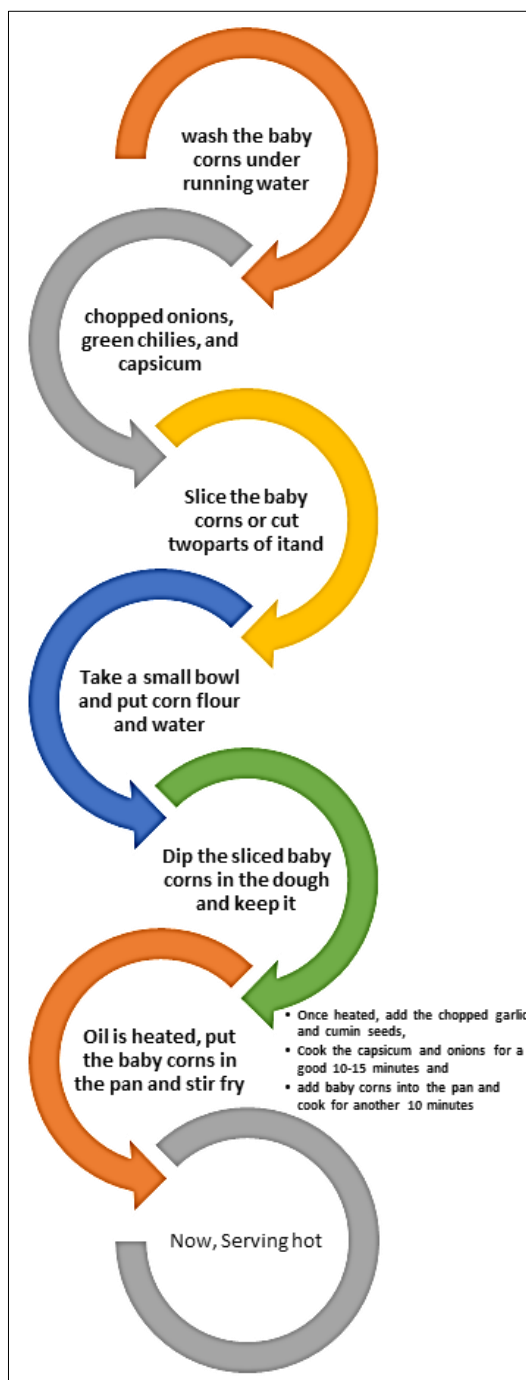 wash the baby
corns under
running water
chopped onions,
green chilies, and
capsicum
Slice the baby
corns or cut
twoparts of itand
Take a small bowl
and put corn flour
and water
Dip the sliced baby
corns in the dough
and keep it
Oil is heated, put
the baby corns in
the pan and stir fry
▪ Once heated, add the chopped garlic
and cumin seeds,
▪ Cook the capsicum and onions for a
good 10-15 minutes and
▪ add baby corns into the pan and
cook for another 10 minutes
Now, Serving hot